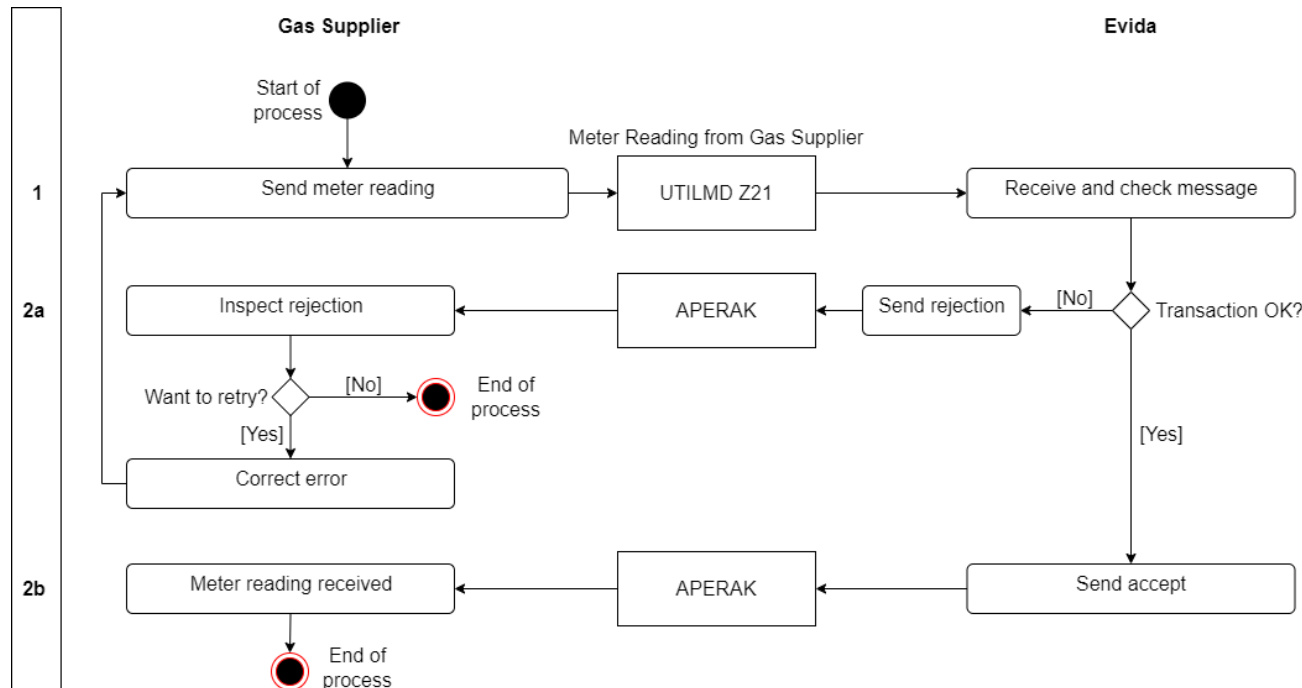 Gas Supplier
Evida
Start of
process
Meter Reading from Gas Supplier
1
Send meter reading
UTILMD Z21
Receive and check message
2a
Inspect rejection
APERAK
Send rejection
[No]
Transaction OK?
Want to retry?
[No]
End of
process
[Yes]
[Yes]
Correct error
2b
Meter reading received
APERAK
Send accept
End of
process